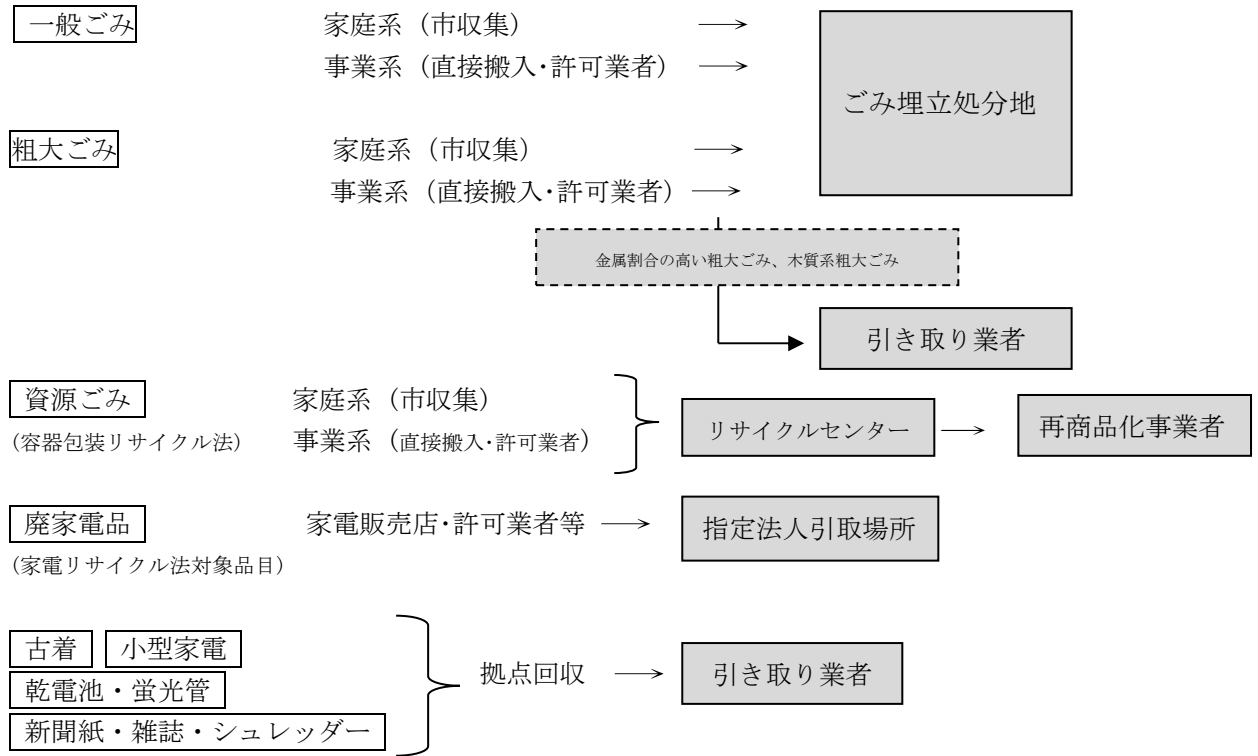 一般ごみ 家庭系（市収集） →
事業系（直接搬入・許可業者） →
ごみ埋立処分地
粗大ごみ 家庭系（市収集） →
事業系（直接搬入・許可業者） →
金属割合の高い粗大ごみ、木質系粗大ごみ
引き取り業者
資源ごみ 家庭系（市収集）
(容器包装リサイクル法) 事業系（直接搬入・許可業者）
リサイクルセンター → 再商品化事業者
廃家電品 家電販売店・許可業者等 → 指定法人引取場所
(家電リサイクル法対象品目)
古着 小型家電
乾電池・蛍光管
新聞紙・雑誌・シュレッダー
拠点回収 → 引き取り業者